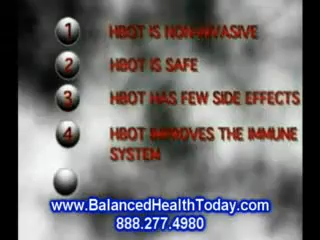 1 HBOT IS NON-INVASIVE
2 HBOT IS SAFE
3 HBOT HAS FEW SIDE EFFECTS
4 HBOT IMPROVES THE IMMUNE
SYSTEM
www.BalancedHealthToday.com
888.277.4980